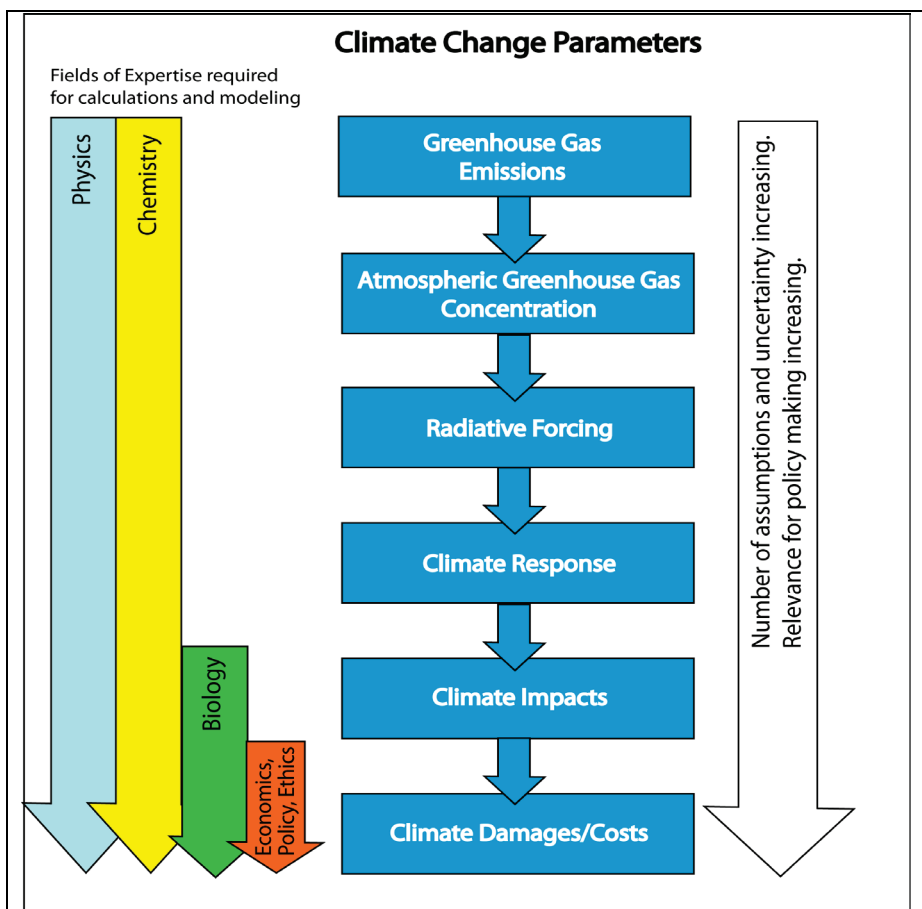 Climate Change Parameters
Fields of Expertise required
for calculations and modeling
Physics
Chemistry
Biology
Economics,
Policy, Ethics
Greenhouse Gas
Emissions
Atmospheric Greenhouse Gas
Concentration
Radiative Forcing
Climate Response
Climate Impacts
Climate Damages/Costs
Number of assumptions and uncertainty increasing.
Relevance for policy making increasing.